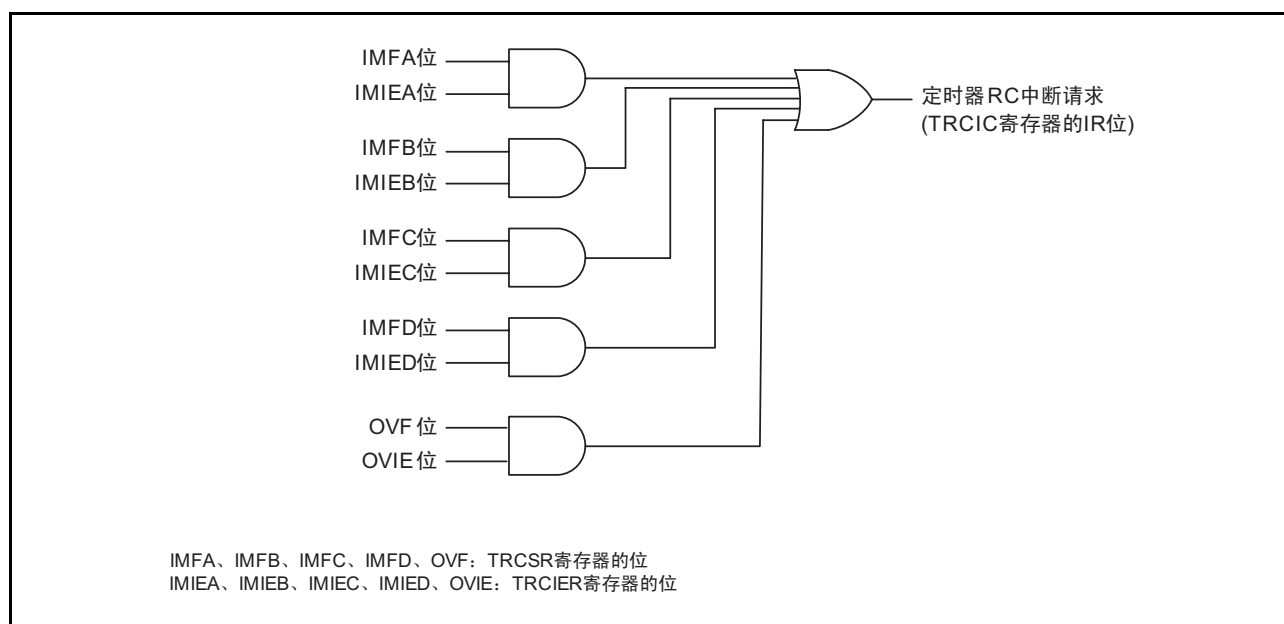 IMFA位
IMIEA位
IMFB位
IMIEB位
IMFC位
IMIEC位
IMFD位
IMIED位
OVF位
OVIE位
定时器RC中断请求
(TRCIC寄存器的IR位)
IMFA、IMFB、IMFC、IMFD、OVF：TRCSR寄存器的位
IMIEA、IMIEB、IMIEC、IMIED、OVIE：TRCIER寄存器的位